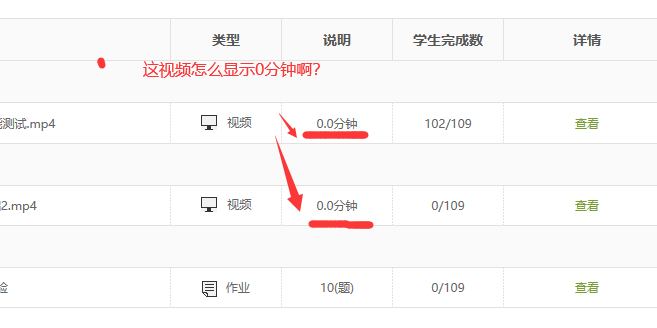 类型 说明 学生完成数 详情
这视频怎么显示0分钟啊?
测试.mp4 视频 0.0分钟 102/109 查看
2.mp4 视频 0.0分钟 0/109 查看
作业 10(题) 0/109 查看